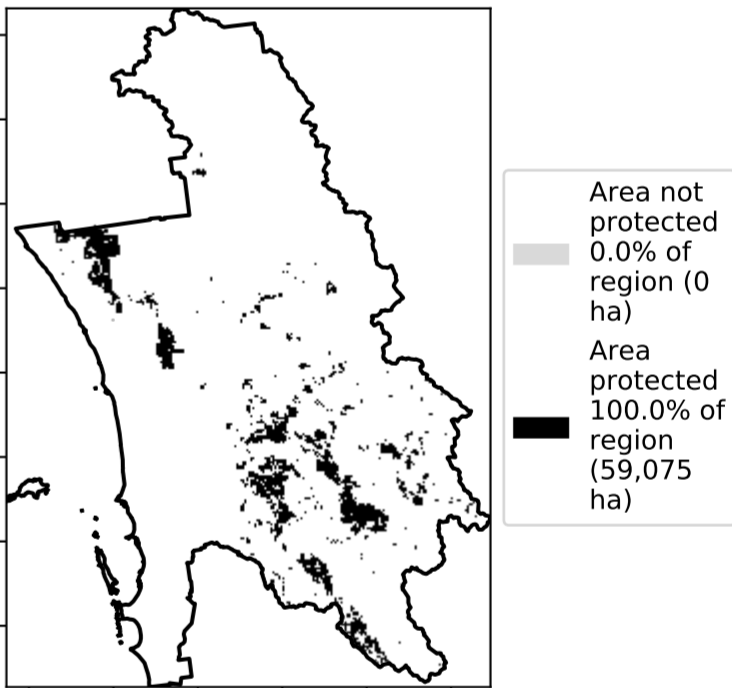 Area not
protected
0.0% of
region (0
ha)
Area
protected
100.0% of
region
(59,075
ha)